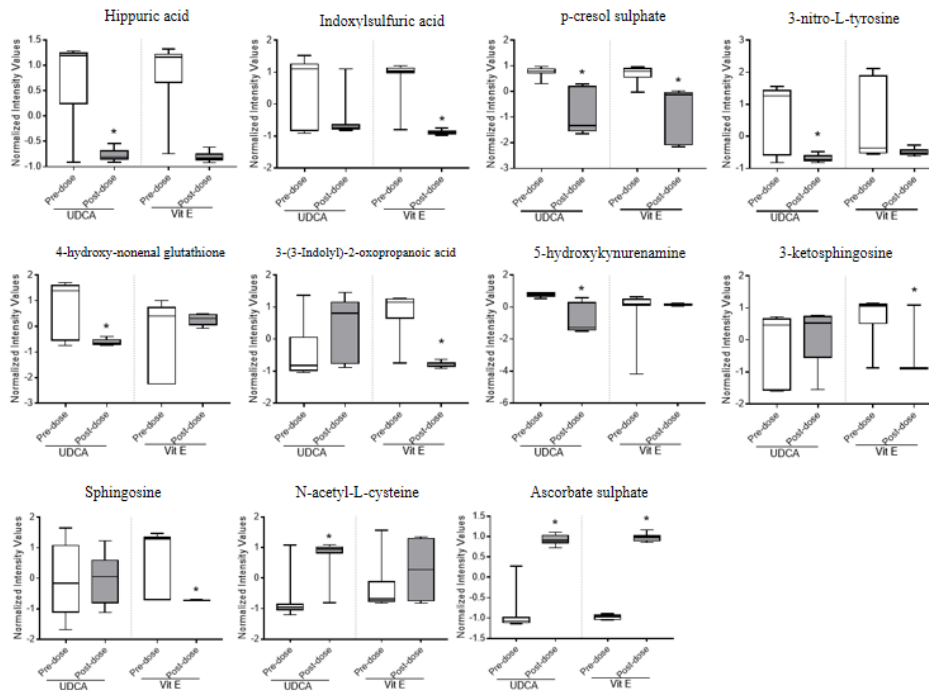 Hippuric acid
Normalized Intensity Values
1.5
1.0
0.5
0.0
-0.5
-1.0
*
Pre-dose
Post-dose
Pre-dose
Post-dose
UDCA
Vit E
Indoxylsulfuric acid
Normalized Intensity Values
2
1
0
-1
-2
*
Pre-dose
Post-dose
Pre-dose
Post-dose
UDCA
Vit E
p-cresol sulphate
Normalized Intensity Values
2
1
0
-1
-2
-3
*
*
Pre-dose
Post-dose
Pre-dose
Post-dose
UDCA
Vit E
3-nitro-L-tyrosine
Normalized Intensity Values
3
2
1
0
-1
*
Pre-dose
Post-dose
Pre-dose
Post-dose
UDCA
Vit E
4-hydroxy-nonenal glutathione
Normalized Intensity Values
2
1
0
-1
-2
-3
*
Pre-dose
Post-dose
Pre-dose
Post-dose
UDCA
Vit E
3-(3-Indolyl)-2-oxopropanoic acid
Normalized Intensity Values
2
1
0
-1
-2
*
Pre-dose
Post-dose
Pre-dose
Post-dose
UDCA
Vit E
5-hydroxykynurenamine
Normalized Intensity Values
2
0
-2
-4
-6
*
Pre-dose
Post-dose
Pre-dose
Post-dose
UDCA
Vit E
3-ketosphingosine
Normalized Intensity Values
2
1
0
-1
-2
*
Pre-dose
Post-dose
Pre-dose
Post-dose
UDCA
Vit E
Sphingosine
Normalized Intensity Values
2
1
0
-1
-2
*
Pre-dose
Post-dose
Pre-dose
Post-dose
UDCA
Vit E
N-acetyl-L-cysteine
Normalized Intensity Values
2
1
0
-1
-2
*
Pre-dose
Post-dose
Pre-dose
Post-dose
UDCA
Vit E
Ascorbate sulphate
Normalized Intensity Values
1.5
1.0
0.5
0.0
-0.5
-1.0
-1.5
*
*
Pre-dose
Post-dose
Pre-dose
Post-dose
UDCA
Vit E